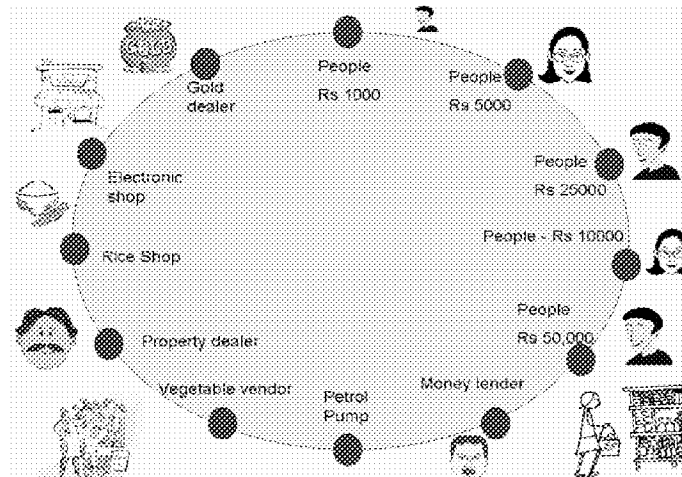 People
Rs 1000
People
Rs 5000
People
Rs 25000
People - Rs 10000
People
Rs 50,000
Money lender
Petrol
Pump
Vegetable vendor
Property dealer
Rice Shop
Electronic
shop
Gold
dealer